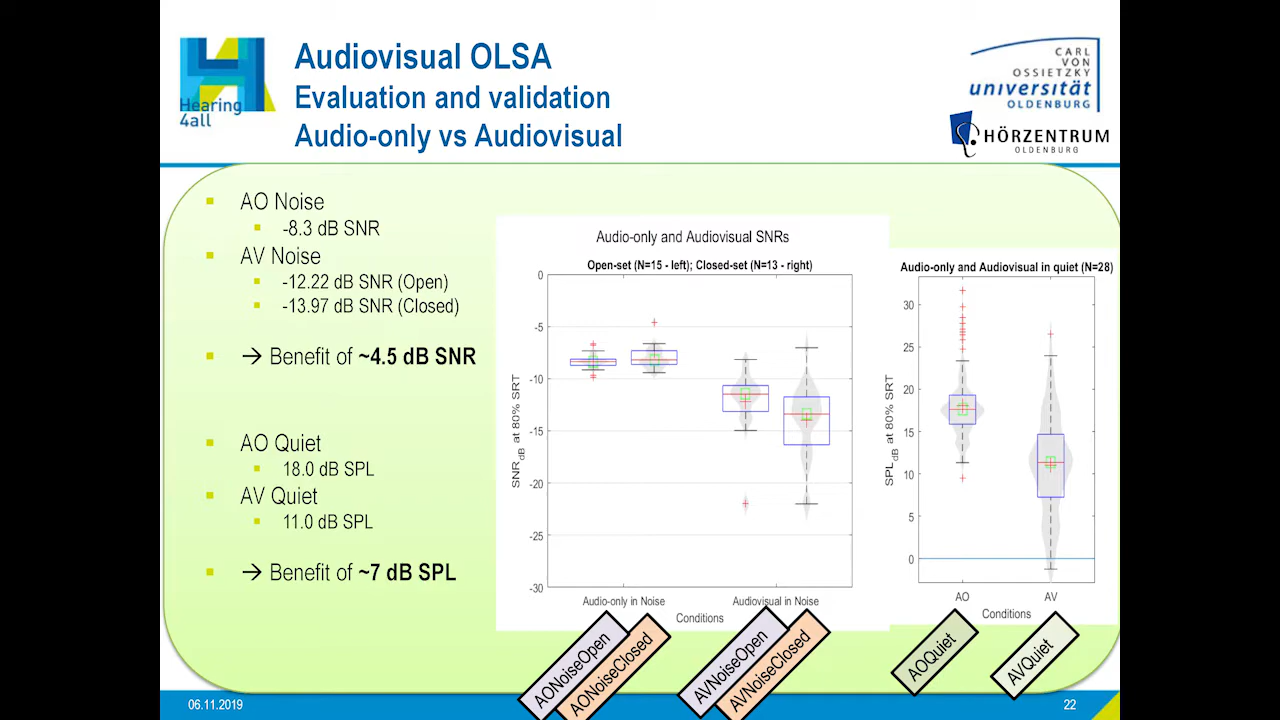 Hearing
4all
Audiovisual OLSA
Evaluation and validation
Audio-only vs Audiovisual
CARL
VON
OSSIETZKY
universität
OLDENBURG
HÖRZENTRUM
OLDENBURG
AO Noise
-8.3 dB SNR
AV Noise
-12.22 dB SNR (Open)
-13.97 dB SNR (Closed)
→ Benefit of ~4.5 dB SNR
AO Quiet
18.0 dB SPL
AV Quiet
11.0 dB SPL
→ Benefit of ~7 dB SPL
Audio-only and Audiovisual SNRs
Open-set (N=15 - left); Closed-set (N=13 - right)
0
-5
-10
-15
-20
-25
-30
SNRdB at 80% SRT
Audio-only in Noise
Audiovisual in Noise
Conditions
AONoiseOpen
AONoiseClosed
AVNoiseOpen
AVNoiseClosed
Audio-only and Audiovisual in quiet (N=28)
30
25
20
15
10
5
0
SPLdB at 80% SRT
AO
AV
Conditions
AOQuiet
AVQuiet
06.11.2019
22